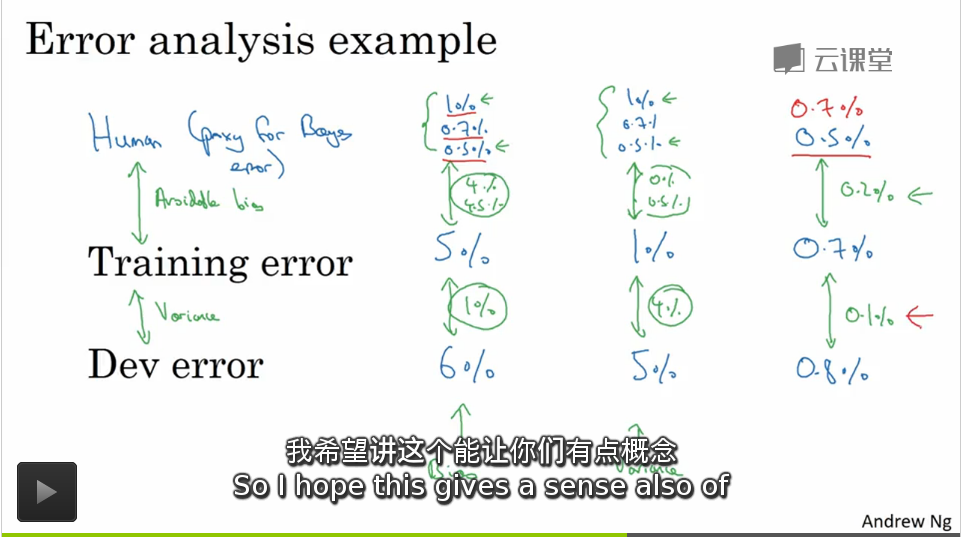 Error analysis example
云课堂
Human (proxy for Bayes error)
1%
0.7%
0.5%
1%
0.7%
0.5%
0.7%
0.5%
Avoidable bias
4%
4.5%
0%
0.5%
0.2%
Training error
5%
1%
0.7%
Variance
1%
4%
0.1%
Dev error
6%
5%
0.8%
Bias
Variance
我希望讲这个能让你们有点概念
So I hope this gives a sense also of
Andrew Ng